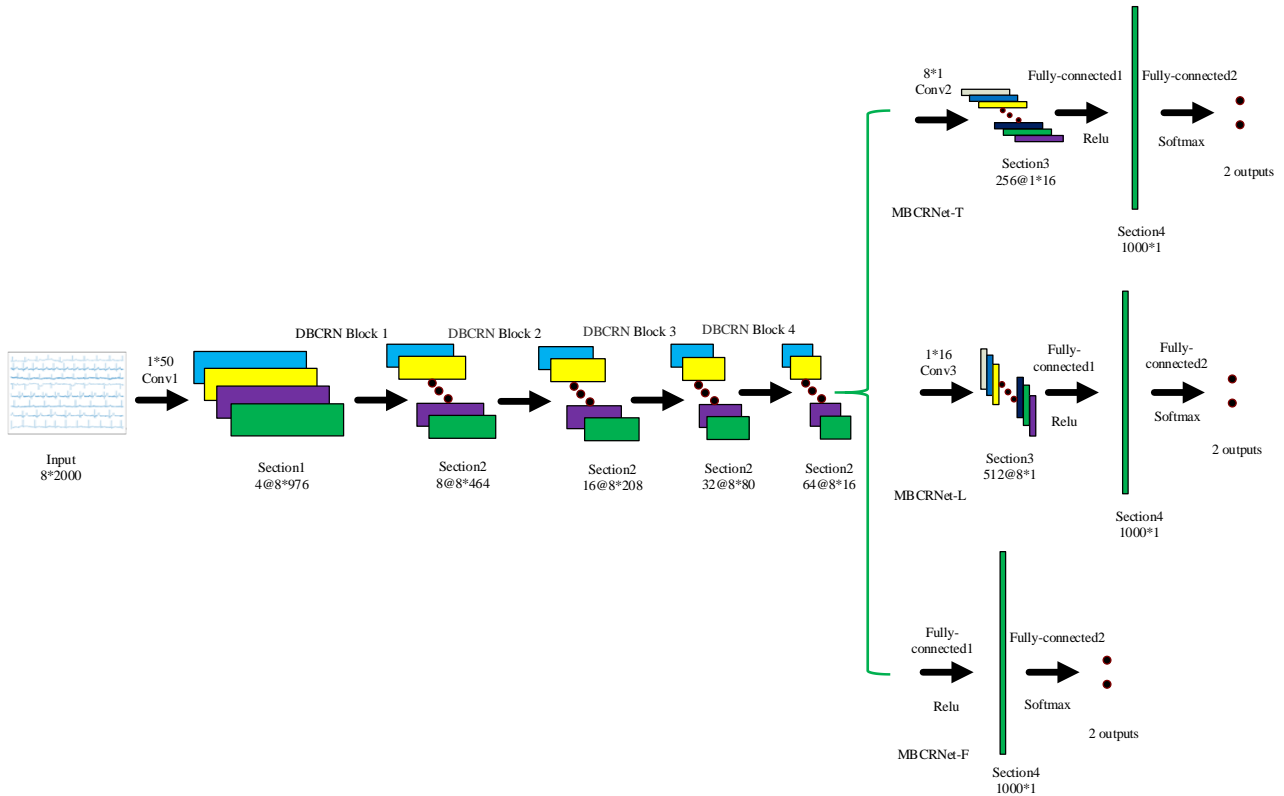 Input
8*2000
1*50
Conv1
Section1
4@8*976
DBCRN Block 1
Section2
8@8*464
DBCRN Block 2
Section2
16@8*208
DBCRN Block 3
Section2
32@8*80
DBCRN Block 4
Section2
64@8*16
8*1
Conv2
Section3
256@1*16
Fully-connected1
Relu
Section4
1000*1
Fully-connected2
Softmax
2 outputs
MBCRNet-T
1*16
Conv3
Section3
512@8*1
Fully-
connected1
Relu
Section4
1000*1
Fully-
connected2
Softmax
2 outputs
MBCRNet-L
Fully-
connected1
Relu
Section4
1000*1
Fully-connected2
Softmax
2 outputs
MBCRNet-F